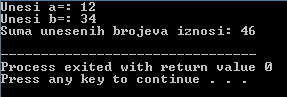 Unesi a=: 12
Unesi b=: 34
Suma unesenih brojeva iznosi: 46
--------------------------------
Process exited with return value 0
Press any key to continue . . .